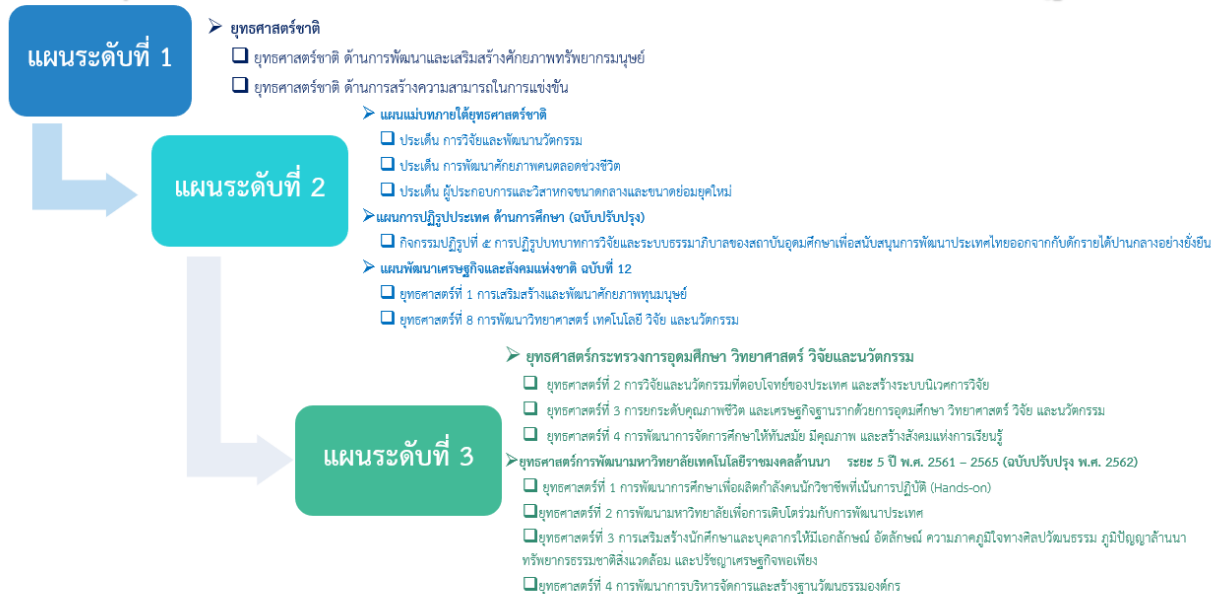 แผนระดับที่ 1
➢ ยุทธศาสตร์ชาติ
❑ ยุทธศาสตร์ชาติ ด้านการพัฒนาและเสริมสร้างศักยภาพทรัพยากรมนุษย์
❑ ยุทธศาสตร์ชาติ ด้านการสร้างความสามารถในการแข่งขัน
แผนระดับที่ 2
➢ แผนแม่บทภายใต้ยุทธศาสตร์ชาติ
❑ ประเด็น การวิจัยและพัฒนานวัตกรรม
❑ ประเด็น การพัฒนาศักยภาพคนตลอดช่วงชีวิต
❑ ประเด็น ผู้ประกอบการและวิสาหกจขนาดกลางและขนาดย่อมยุคใหม่
➢แผนการปฏิรูปประเทศ ด้านการศึกษา (ฉบับปรับปรุง)
❑ กิจกรรมปฏิรูปที่ ๕ การปฏิรูปบทบาทการวิจัยและระบบธรรมาภิบาลของสถาบันอุดมศึกษาเพื่อสนับสนุนการพัฒนาประเทศไทยออกจากกับดักรายได้ปานกลางอย่างยั่งยืน
➢ แผนพัฒนาเศรษฐกิจและสังคมแห่งชาติ ฉบับที่ 12
❑ ยุทธศาสตร์ที่ 1 การเสริมสร้างและพัฒนาศักยภาพทุนมนุษย์
❑ ยุทธศาสตร์ที่ 8 การพัฒนาวิทยาศาสตร์ เทคโนโลยี วิจัย และนวัตกรรม
แผนระดับที่ 3
➢ ยุทธศาสตร์กระทรวงการอุดมศึกษา วิทยาศาสตร์ วิจัยและนวัตกรรม
❑ ยุทธศาสตร์ที่ 2 การวิจัยและนวัตกรรมที่ตอบโจทย์ของประเทศ และสร้างระบบนิเวศการวิจัย
❑ ยุทธศาสตร์ที่ 3 การยกระดับคุณภาพชีวิต และเศรษฐกิจฐานรากด้วยการอุดมศึกษา วิทยาศาสตร์ วิจัย และนวัตกรรม
❑ ยุทธศาสตร์ที่ 4 การพัฒนาการจัดการศึกษาให้ทันสมัย มีคุณภาพ และสร้างสังคมแห่งการเรียนรู้
➢ยุทธศาสตร์การพัฒนามหาวิทยาลัยเทคโนโลยีราชมงคลล้านนา ระยะ 5 ปี พ.ศ. 2561 – 2565 (ฉบับปรับปรุง พ.ศ. 2562)
❑ ยุทธศาสตร์ที่ 1 การพัฒนาการศึกษาเพื่อผลิตกำลังคนนักวิชาชีพที่เน้นการปฏิบัติ (Hands-on)
❑ยุทธศาสตร์ที่ 2 การพัฒนามหาวิทยาลัยเพื่อการเติบโตร่วมกับการพัฒนาประเทศ
❑ยุทธศาสตร์ที่ 3 การเสริมสร้างนักศึกษาและบุคลากรให้มีเอกลักษณ์ อัตลักษณ์ ความภาคภูมิใจทางศิลปวัฒนธรรม ภูมิปัญญาล้านนา
ทรัพยากรธรรมชาติสิ่งแวดล้อม และปรัชญาเศรษฐกิจพอเพียง
❑ยุทธศาสตร์ที่ 4 การพัฒนาการบริหารจัดการและสร้างฐานวัฒนธรรมองค์กร